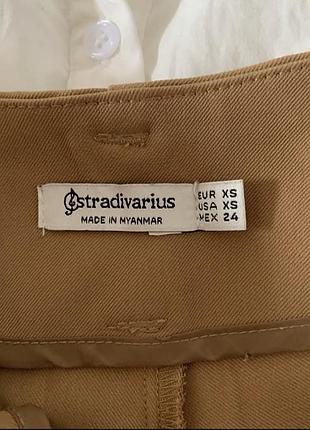 stradivarius
MADE IN MYANMAR
EUR XS
USA XS
MEX 24